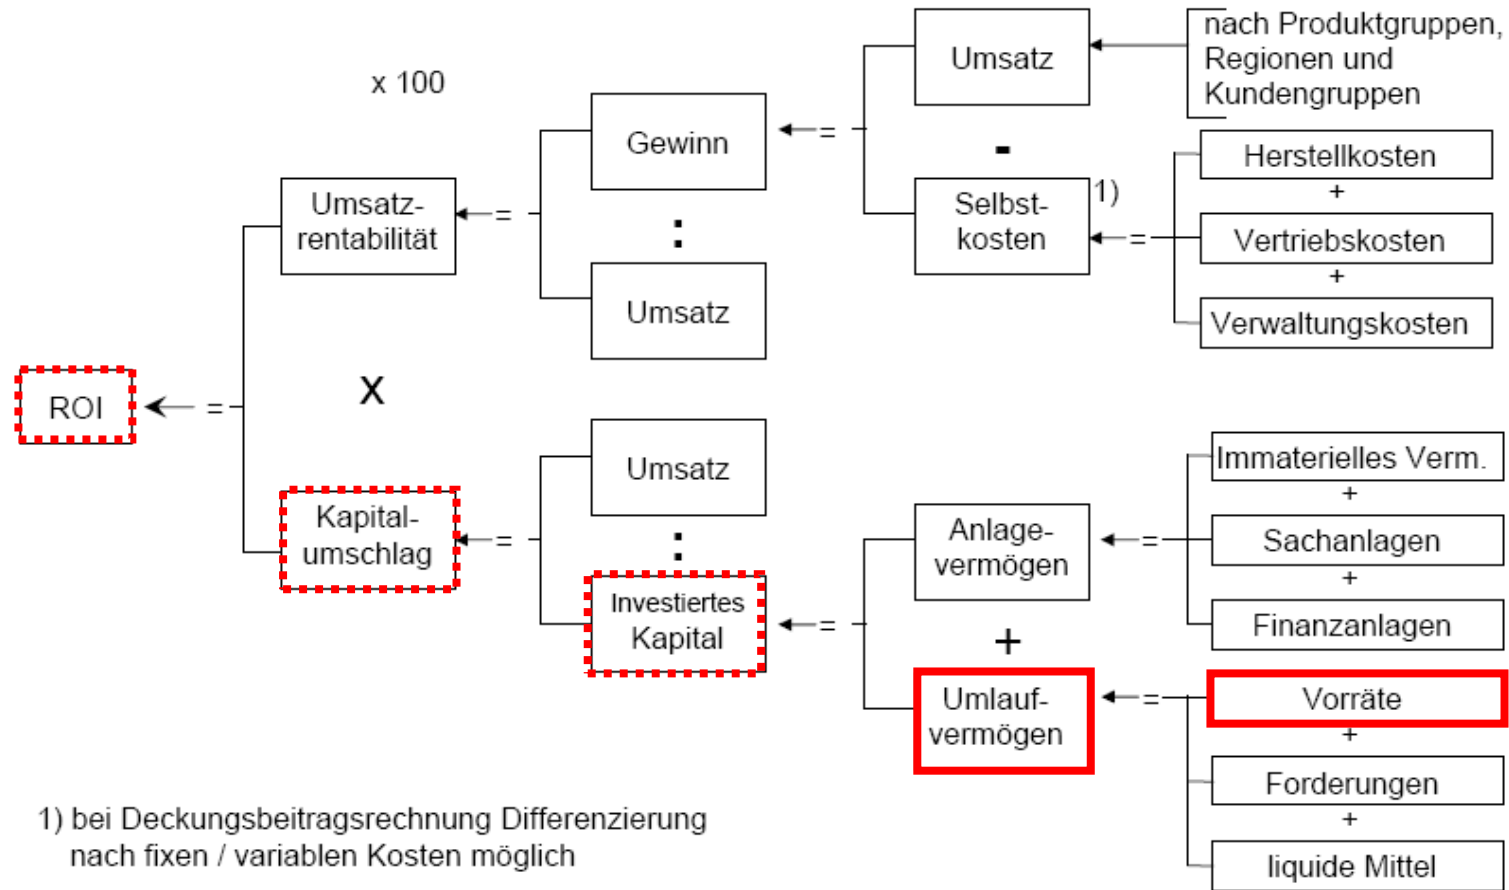 nach Produktgruppen,
Regionen und
Kundengruppen
Umsatz
x 100
Gewinn
=
-
Herstellkosten
+
Umsatz-
rentabilität
=
:
Selbst-
kosten
1)
=
Vertriebskosten
+
Umsatz
Verwaltungskosten
ROI
=
x
Umsatz
Immaterielles Verm.
+
Kapital-
umschlag
=
:
Anlage-
vermögen
=
Sachanlagen
+
Investiertes
Kapital
=
+
Finanzanlagen
Umlauf-
vermögen
=
Vorräte
+
Forderungen
+
liquide Mittel
1) bei Deckungsbeitragsrechnung Differenzierung
nach fixen / variablen Kosten möglich